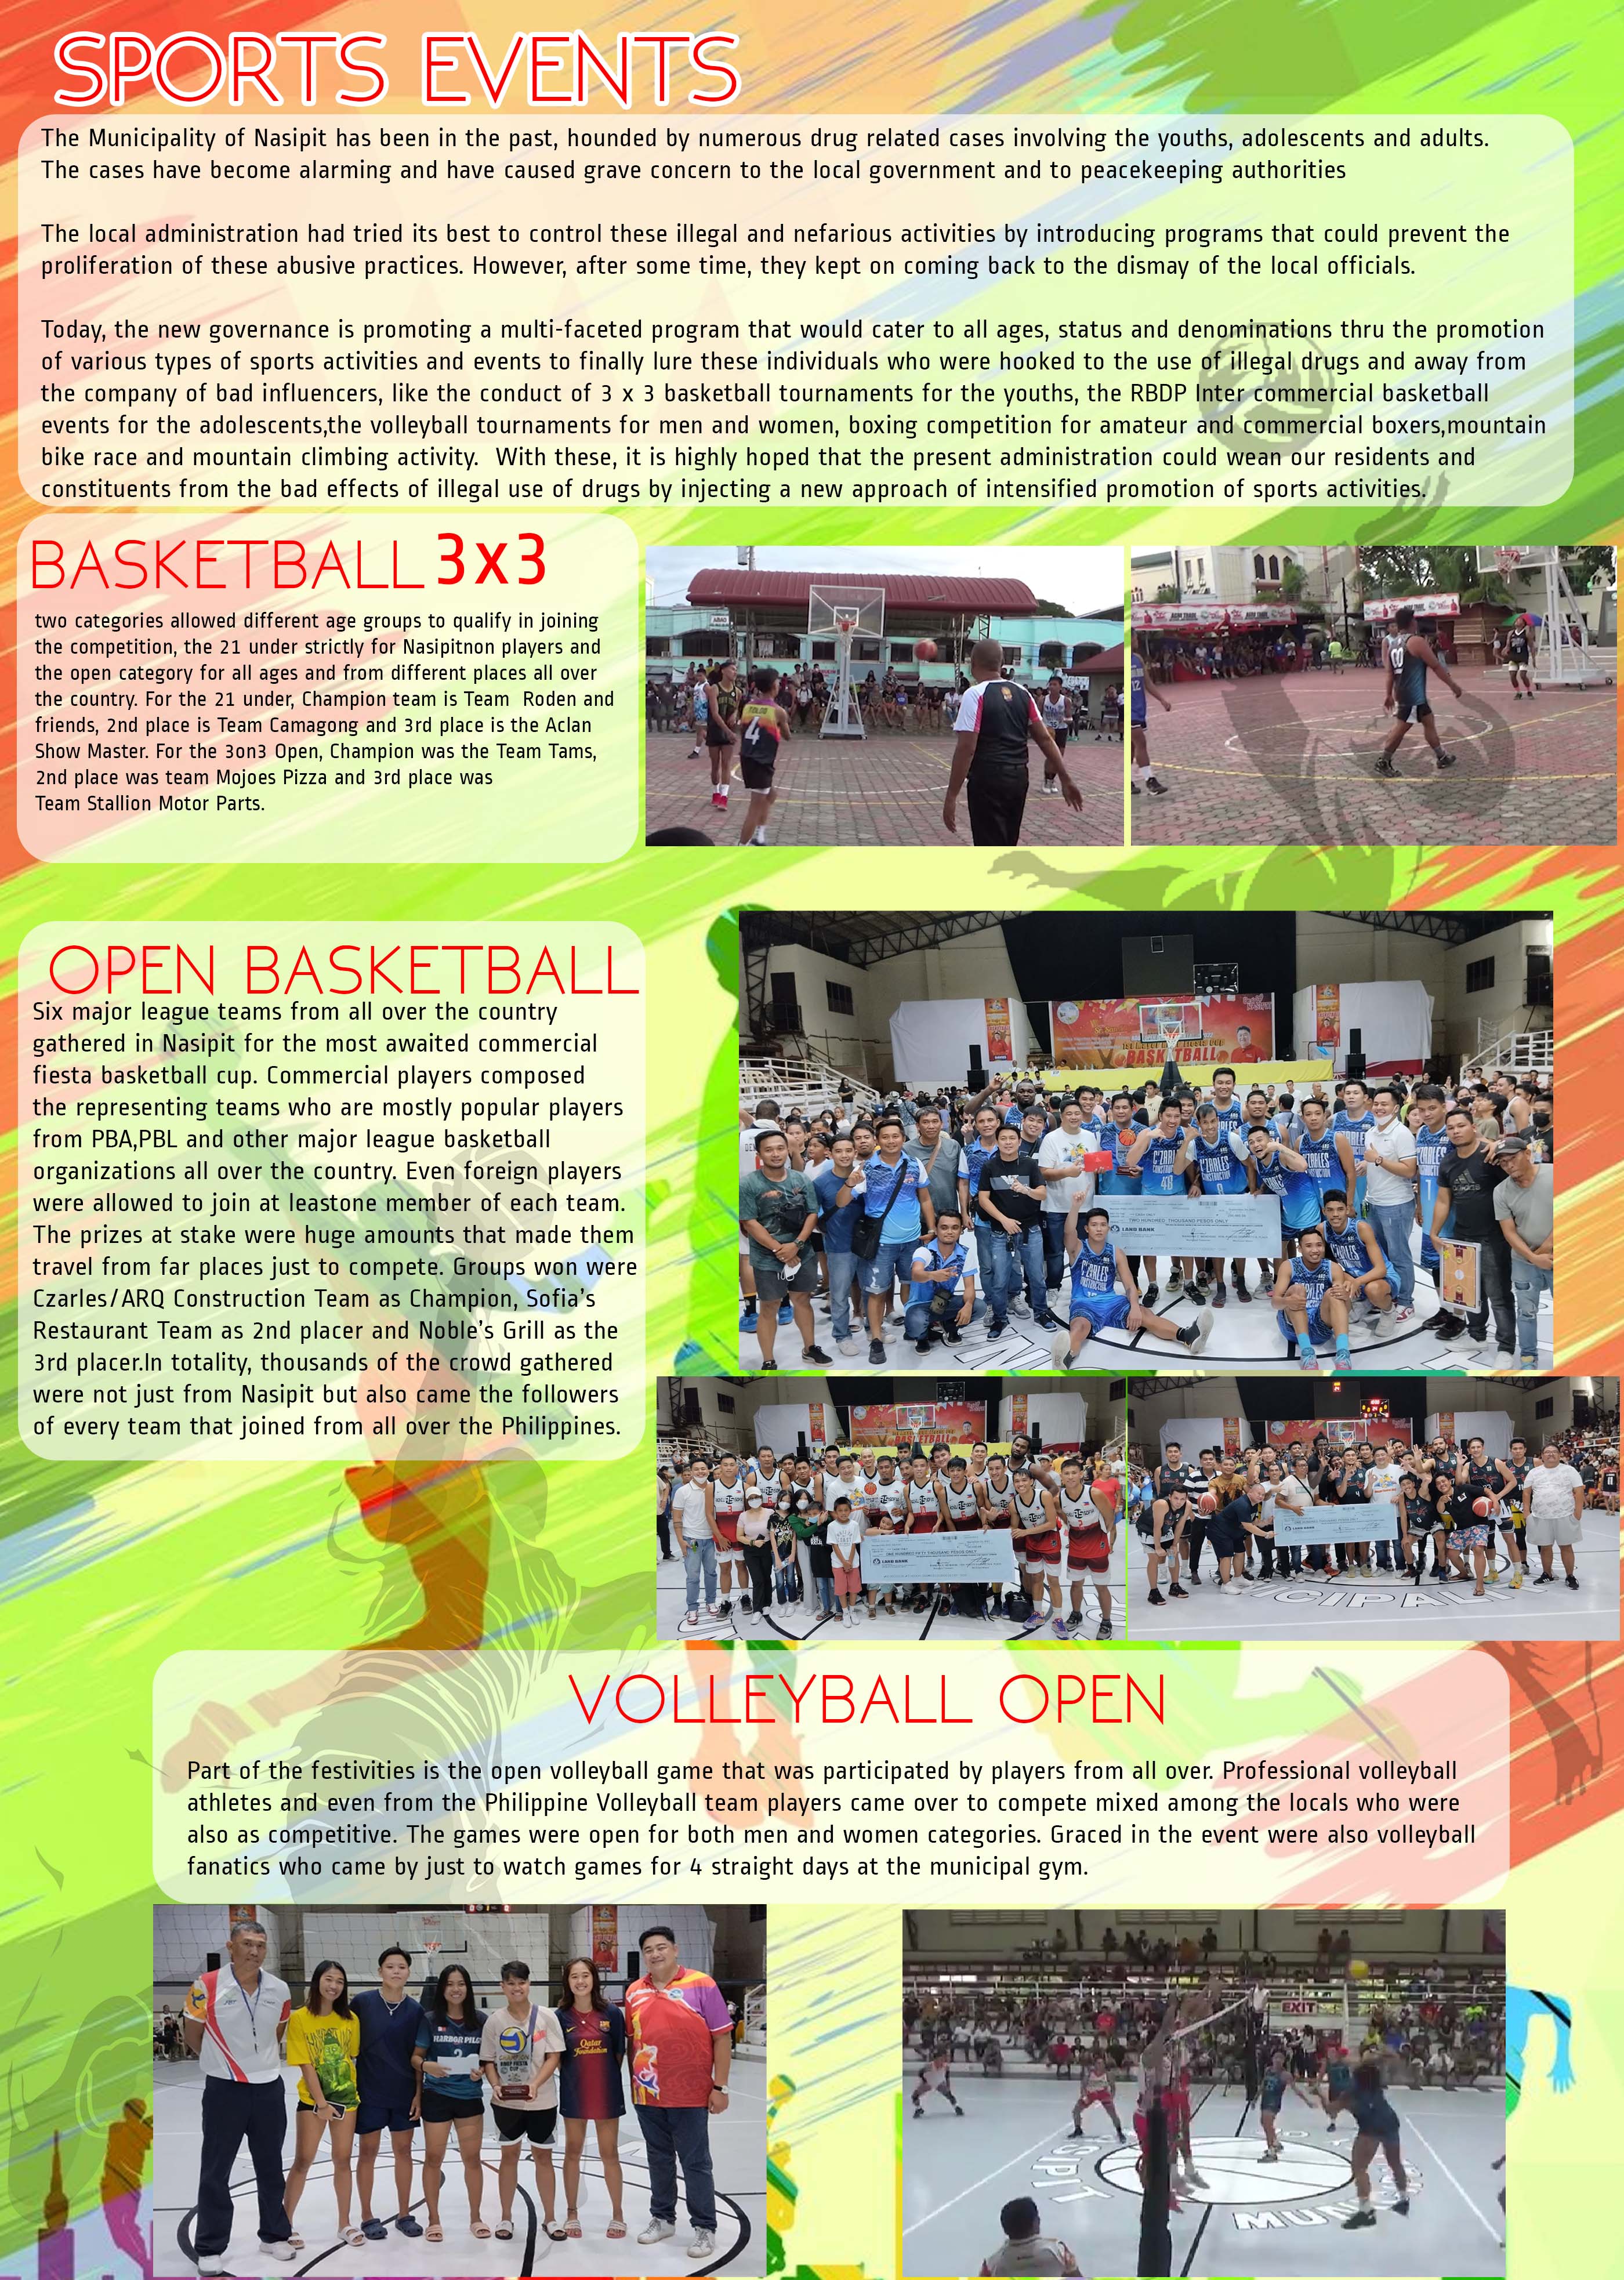 SPORTS EVENTS
The Municipality of Nasipit has been in the past, hounded by numerous drug related cases involving the youths, adolescents and adults.
The cases have become alarming and have caused grave concern to the local government and to peacekeeping authorities
The local administration had tried its best to control these illegal and nefarious activities by introducing programs that could prevent the
proliferation of these abusive practices. However, after some time, they kept on coming back to the dismay of the local officials.
Today, the new governance is promoting a multi-faceted program that would cater to all ages, status and denominations thru the promotion
of various types of sports activities and events to finally lure these individuals who were hooked to the use of illegal drugs and away from
the company of bad influencers, like the conduct of 3 x 3 basketball tournaments for the youths, the RBDP Inter commercial basketball
events for the adolescents,the volleyball tournaments for men and women, boxing competition for amateur and commercial boxers,mountain
bike race and mountain climbing activity.  With these, it is highly hoped that the present administration could wean our residents and
constituents from the bad effects of illegal use of drugs by injecting a new approach of intensified promotion of sports activities.
BASKETBALL 3x3
two categories allowed different age groups to qualify in joining
the competition, the 21 under strictly for Nasipitnon players and
the open category for all ages and from different places all over
the country. For the 21 under, Champion team is Team  Roden and
friends, 2nd place is Team Camagong and 3rd place is the Aclan
Show Master. For the 3on3 Open, Champion was the Team Tams,
2nd place was team Mojoes Pizza and 3rd place was
Team Stallion Motor Parts.
4
8
OPEN BASKETBALL
Six major league teams from all over the country
gathered in Nasipit for the most awaited commercial
fiesta basketball cup. Commercial players composed
the representing teams who are mostly popular players
from PBA,PBL and other major league basketball
organizations all over the country. Even foreign players
were allowed to join at leastone member of each team.
The prizes at stake were huge amounts that made them
travel from far places just to compete. Groups won were
Czarles/ARQ Construction Team as Champion, Sofia's
Restaurant Team as 2nd placer and Noble's Grill as the
3rd placer.In totality, thousands of the crowd gathered
were not just from Nasipit but also came the followers
of every team that joined from all over the Philippines.
BASKETBALL
TWO HUNDRED THOUSAND PESOS ONLY
LAND BANK
BASKETBALL
LAND BANK
LAND BANK
VOLLEYBALL OPEN
Part of the festivities is the open volleyball game that was participated by players from all over. Professional volleyball
athletes and even from the Philippine Volleyball team players came over to compete mixed among the locals who were
also as competitive. The games were open for both men and women categories. Graced in the event were also volleyball
fanatics who came by just to watch games for 4 straight days at the municipal gym.
HARBOR PILO
2
CHAMPION
Qatar
Foundation
EXIT